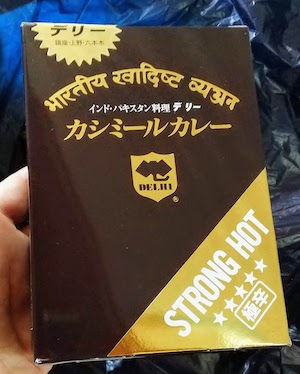 デリー
銀座・上野・六本木
भारतीय स्वादिष्ट व्यञ्जन
インド・パキスタン料理 デリー
カシミールカレー
DELHI
®
STRONG HOT
★★★★★
極辛